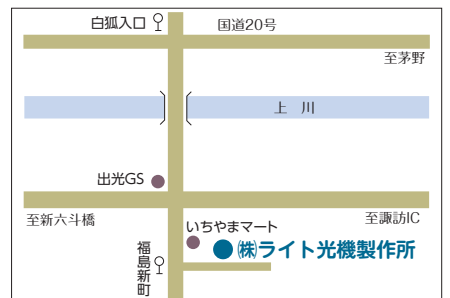 白狐入口
国道20号
至茅野
上 川
出光GS
至新六斗橋
至諏訪IC
いちやまマート
㈱ライト光機製作所
福島新町